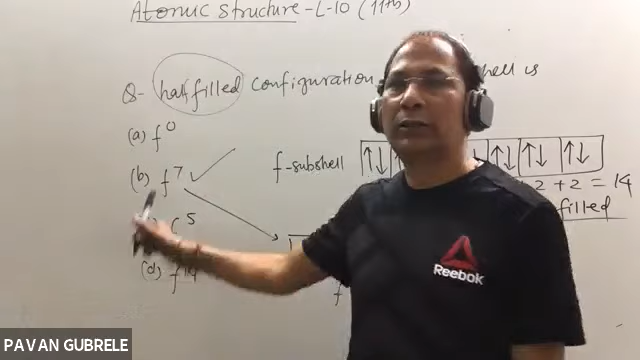 Atomic structure - L-10 (11th)
Q- half filled configuration shell is
(a) f⁰
(b) f⁷
f-subshell ↑↓ ↑↓ ↑↓ ↑↓ ↑↓
5
2 + 2 = 14
filled
(d) f¹⁴
f
Reebok
PAVAN GUBRELE